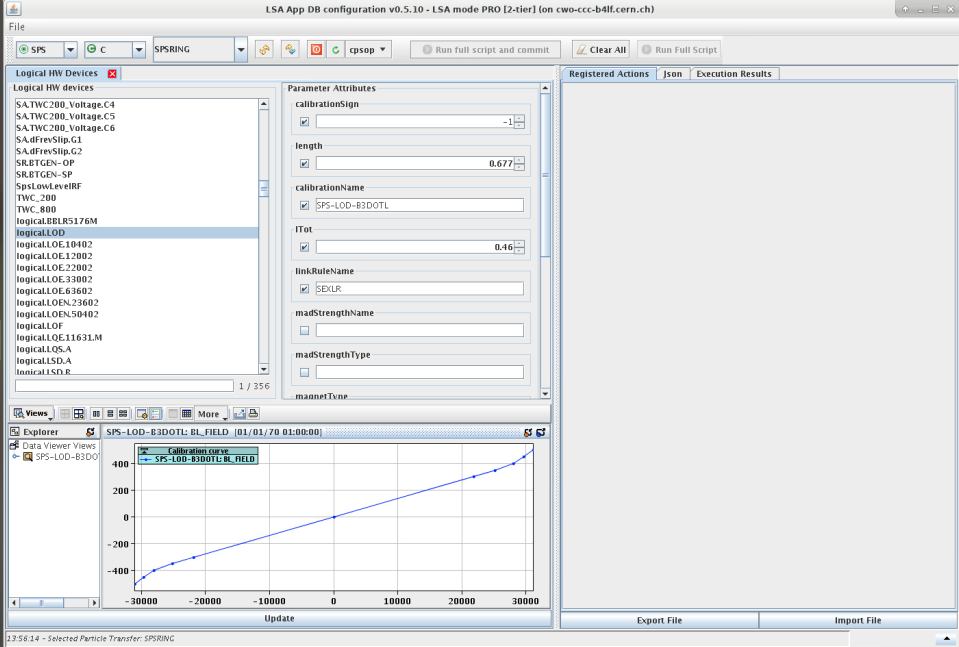 LSA App DB configuration v0.5.10 - LSA mode PRO [2-tier] (on cwo-ccc-b4lf.cern.ch)
File
SPS C SPSRING cpsop Run full script and commit Clear All Run Full Script
Logical HW Devices
Logical HW devices
SA.TWC200_Voltage.C4
SA.TWC200_Voltage.C5
SA.TWC200_Voltage.C6
SA.dFrevSlip.G1
SA.dFrevSlip.G2
SR.BTGEN-OP
SR.BTGEN-SP
SpsLowLevelRF
TWC_200
TWC_800
logical.BBLR5176M
logical.LOD
logical.LOE.10402
logical.LOE.12002
logical.LOE.22002
logical.LOE.33002
logical.LOE.63602
logical.LOEN.23602
logical.LOEN.50402
logical.LOF
logical.LQE.11631.M
logical.LQS.A
logical.LSD.A
logical.LSD.B
1 / 356
Parameter Attributes
calibrationSign
-1
length
0.677
calibrationName
SPS-LOD-B3DOTL
ITot
0.46
linkRuleName
SEXLR
madStrengthName
madStrengthType
magnetType
Registered Actions Json Execution Results
Views More
Explorer
Data Viewer Views
SPS-LOD-B3DO
SPS-LOD-B3DOTL: BL_FIELD [01/01/70 01:00:00]
Calibration curve
SPS-LOD-B3DOTL: BL_FIELD
400
200
0
-200
-400
-30000 -20000 -10000 0 10000 20000 30000
Update
Export File Import File
13:56:14 - Selected Particle Transfer: SPSRING